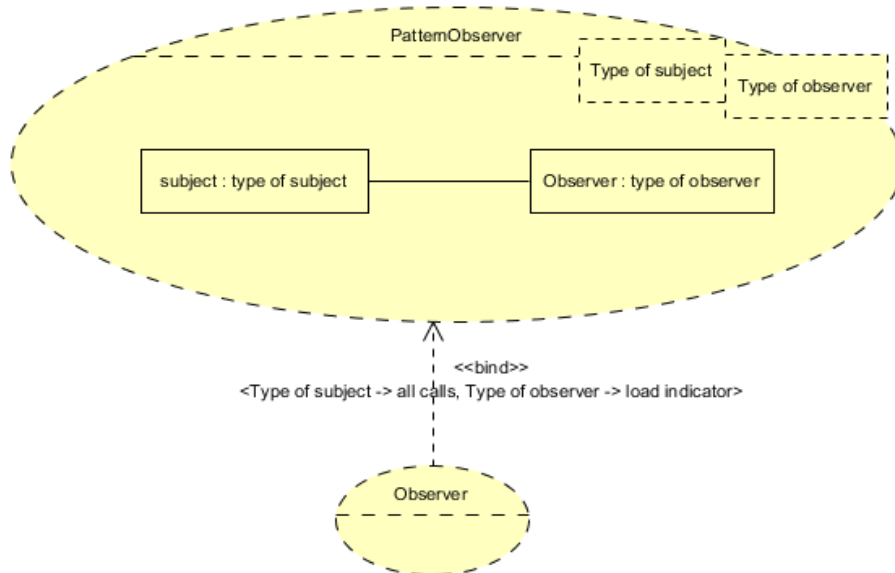 PatternObserver
Type of subject
Type of observer
subject : type of subject
Observer : type of observer
<<bind>>
<Type of subject -> all calls, Type of observer -> load indicator>
Observer